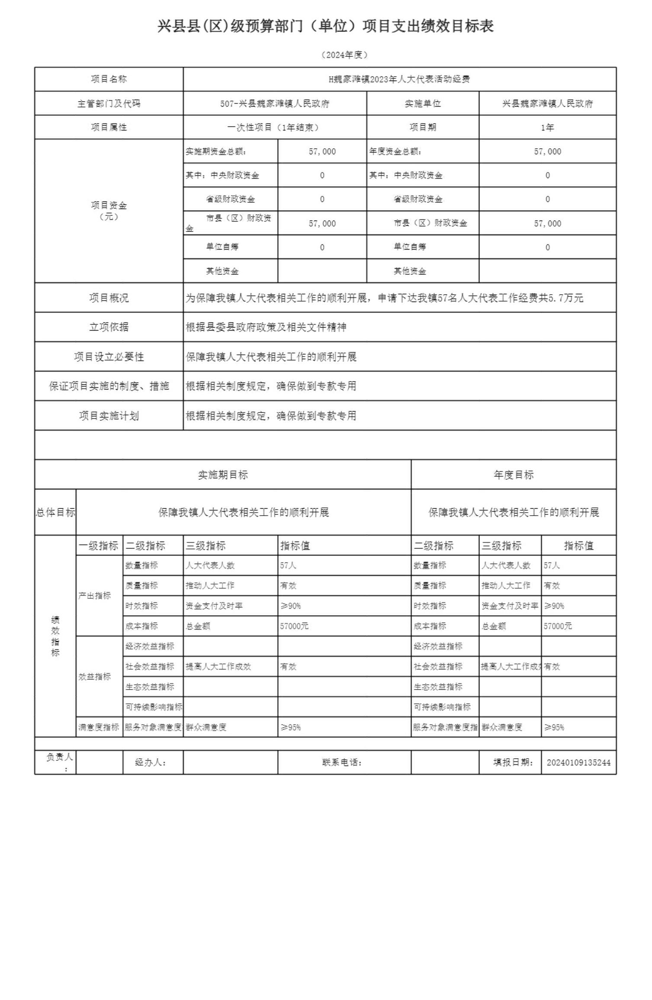 兴县县(区)级预算部门（单位）项目支出绩效目标表
（2024年度）
项目名称 H魏家滩镇2023年人大代表活动经费
主管部门及代码 507-兴县魏家滩镇人民政府 实施单位 兴县魏家滩镇人民政府
项目属性 一次性项目（1年结束） 项目期 1年
项目资金
（元）
实施期资金总额: 57,000 年度资金总额: 57,000
其中: 中央财政资金 0 其中: 中央财政资金 0
省级财政资金 0 省级财政资金 0
市县（区）财政资
金 57,000 市县（区）财政资金 57,000
单位自筹 0 单位自筹 0
其他资金 其他资金
项目概况 为保障我镇人大代表相关工作的顺利开展，申请下达我镇57名人大代表工作经费共5.7万元
立项依据 根据县委县政府政策及相关文件精神
项目设立必要性 保障我镇人大代表相关工作的顺利开展
保证项目实施的制度、措施 根据相关制度规定，确保做到专款专用
项目实施计划 根据相关制度规定，确保做到专款专用
实施期目标 年度目标
总体目标 保障我镇人大代表相关工作的顺利开展 保障我镇人大代表相关工作的顺利开展
绩
效
指
标
一级指标 二级指标 三级指标 指标值 二级指标 三级指标 指标值
产出指标
数量指标 人大代表人数 57人 数量指标 人大代表人数 57人
质量指标 推动人大工作 有效 质量指标 推动人大工作 有效
时效指标 资金支付及时率 ≥90% 时效指标 资金支付及时率 ≥90%
成本指标 总金额 57000元 成本指标 总金额 57000元
效益指标
经济效益指标 经济效益指标
社会效益指标 提高人大工作成效 有效 社会效益指标 提高人大工作成 有效
生态效益指标 生态效益指标
可持续影响指标 可持续影响指标
满意度指标 服务对象满意度 群众满意度 ≥95% 服务对象满意度指 群众满意度 ≥95%
负责人
: 经办人: 联系电话: 填报日期: 20240109135244